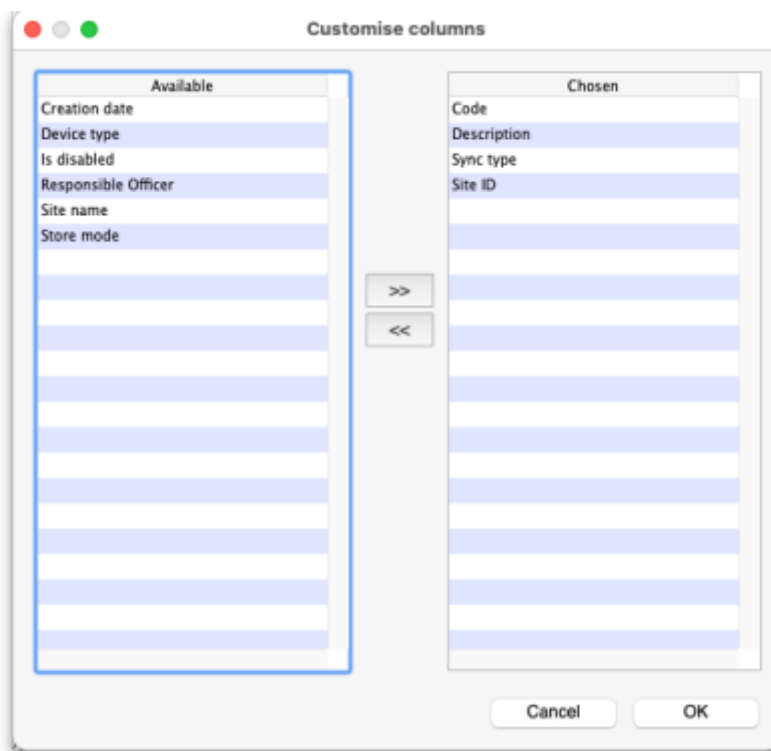 Customise columns
Available
Creation date
Device type
Is disabled
Responsible Officer
Site name
Store mode
>>
<<
Chosen
Code
Description
Sync type
Site ID
Cancel
OK